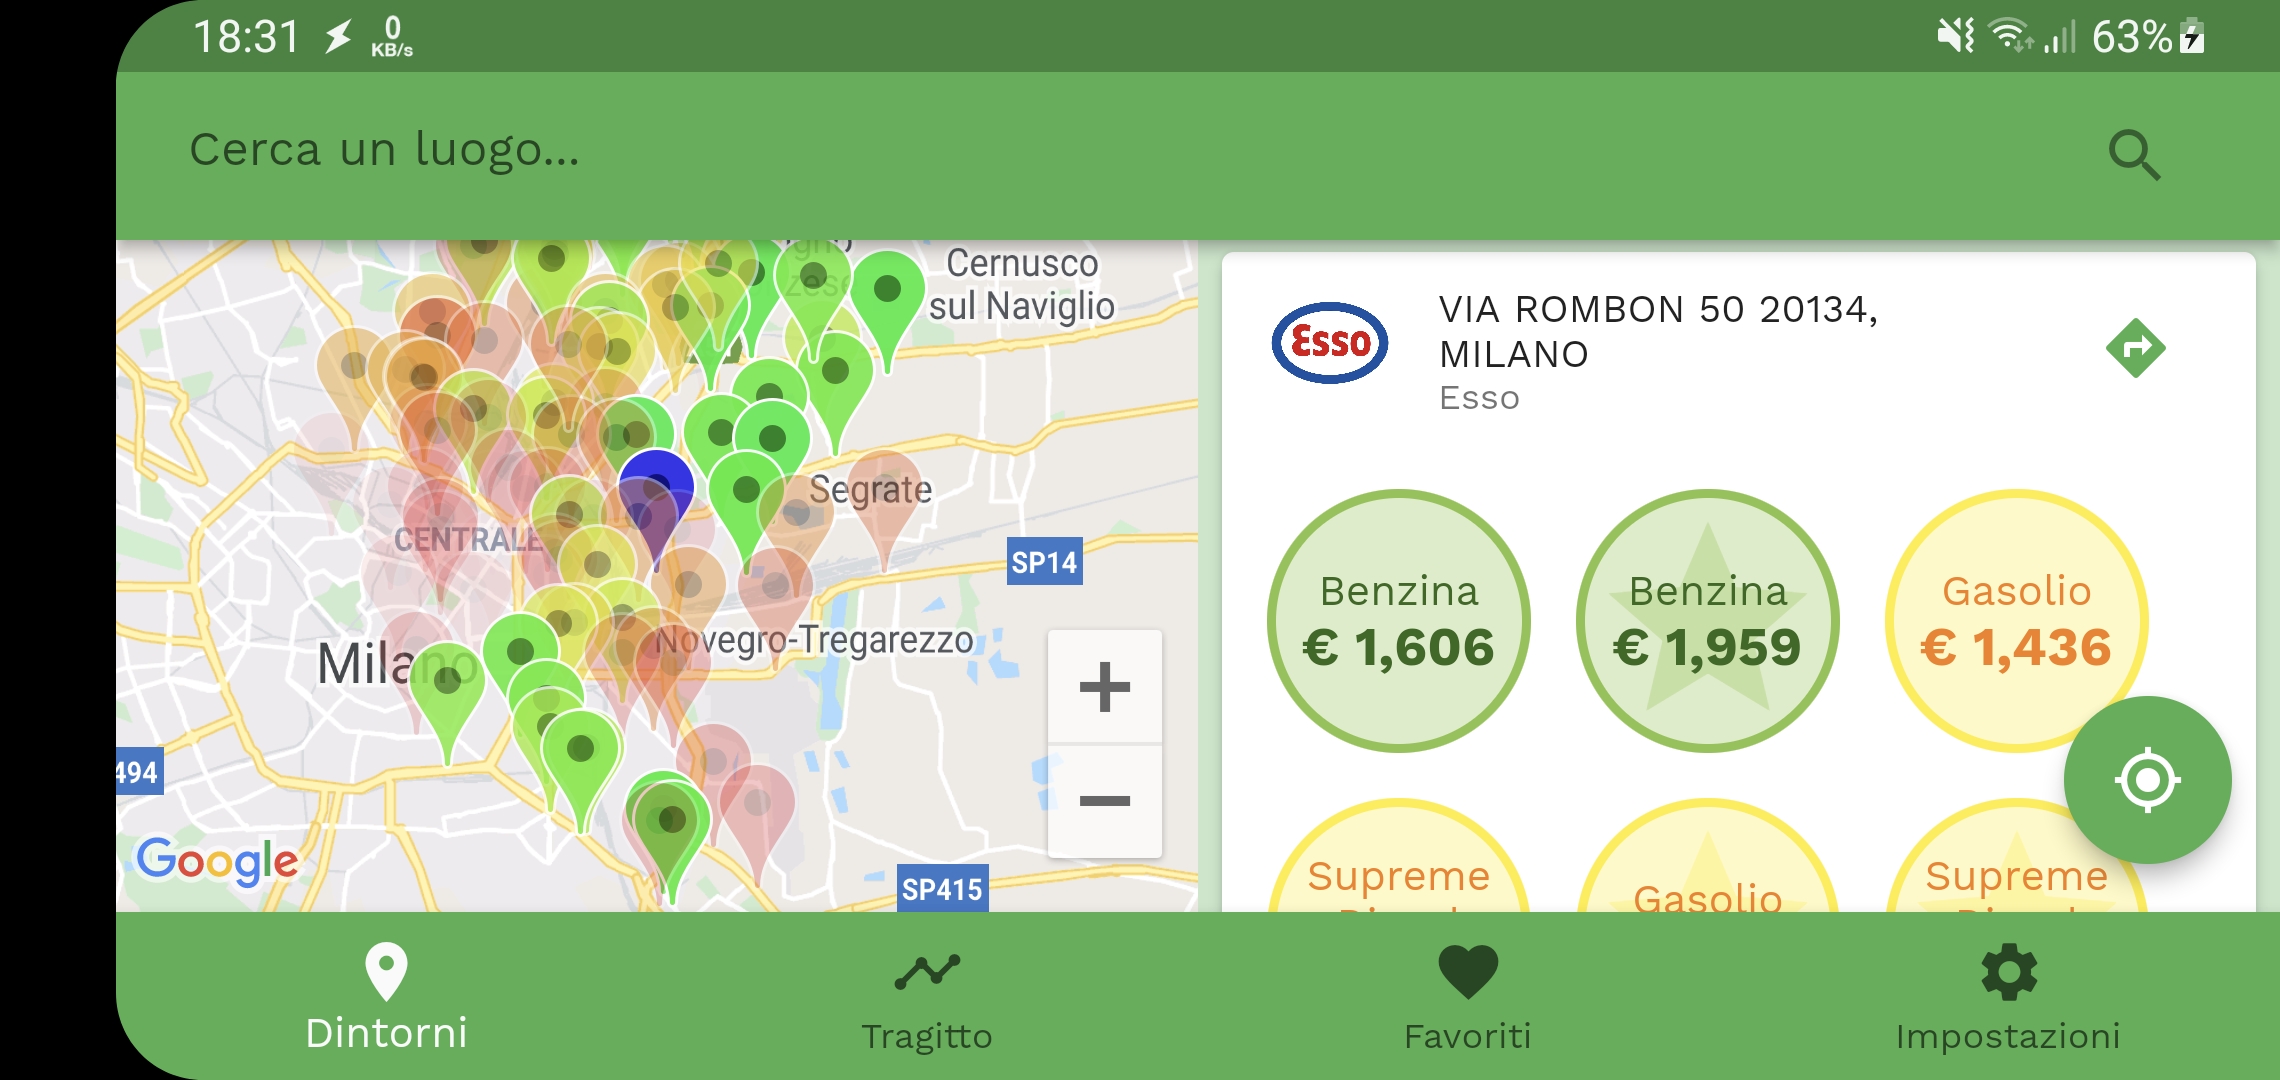 18:31
0
KB/s
63%
Cerca un luogo...
Cernusco
sul Naviglio
Segrate
CENTRALE
SP14
Novegro-Tregarezzo
Milano
494
SP415
Google
Esso
VIA ROMBON 50 20134,
MILANO
Esso
Benzina
€ 1,606
Benzina
€ 1,959
Gasolio
€ 1,436
Supreme
Gasolio
Supreme
Dintorni
Tragitto
Favoriti
Impostazioni